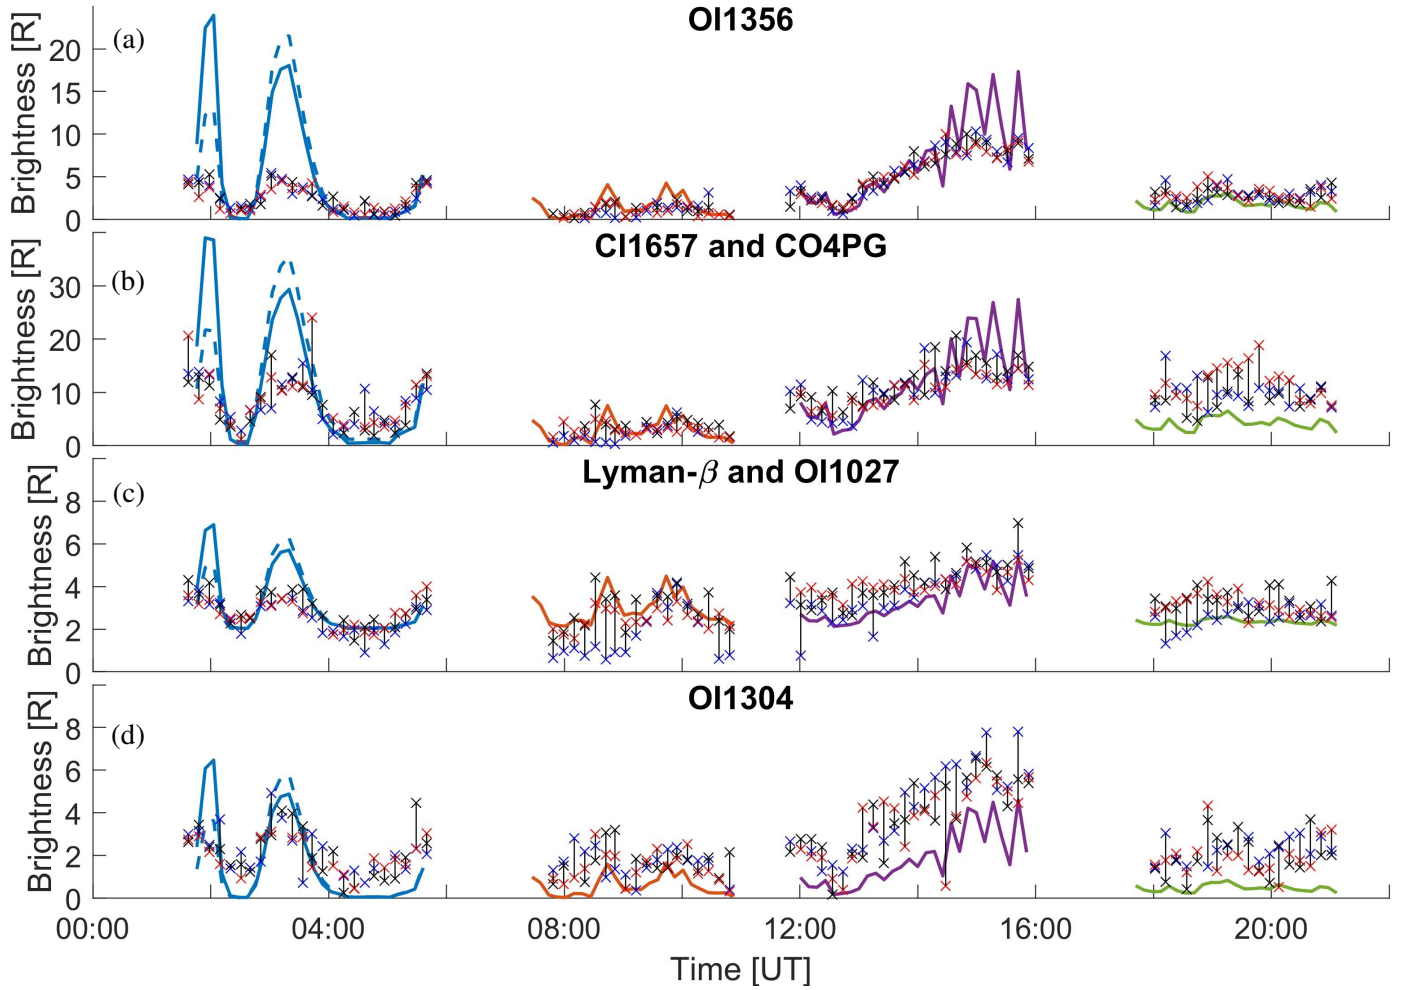 OI1356
(a)
Brightness [R]
20
15
10
5
0
CI1657 and CO4PG
(b)
Brightness [R]
30
20
10
0
Lyman-β and OI1027
(c)
Brightness [R]
8
6
4
2
0
OI1304
(d)
Brightness [R]
8
6
4
2
0
00:00 04:00 08:00 12:00 16:00 20:00
Time [UT]